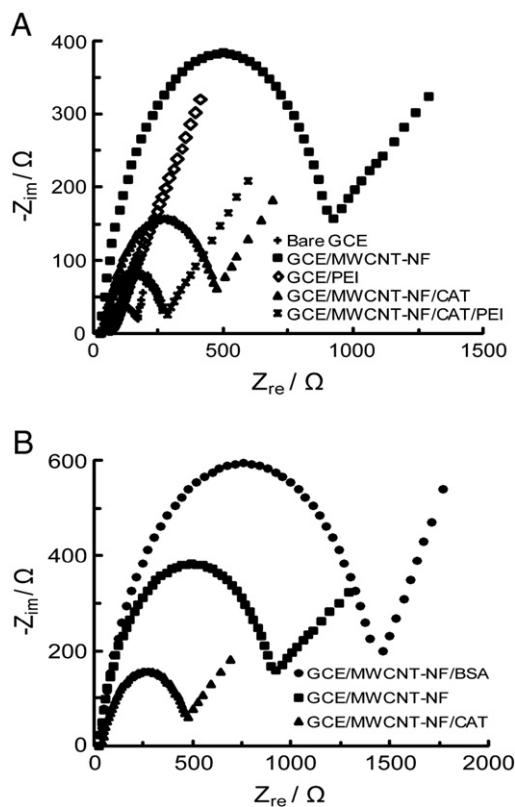 A
400
300
200
100
0
-Zim/ Ω
Bare GCE
GCE/MWCNT-NF
GCE/PEI
GCE/MWCNT-NF/CAT
GCE/MWCNT-NF/CAT/PEI
0 500 1000 1500
Zre / Ω
B
600
400
200
0
-Zim/ Ω
GCE/MWCNT-NF/BSA
GCE/MWCNT-NF
GCE/MWCNT-NF/CAT
0 500 1000 1500 2000
Zre / Ω